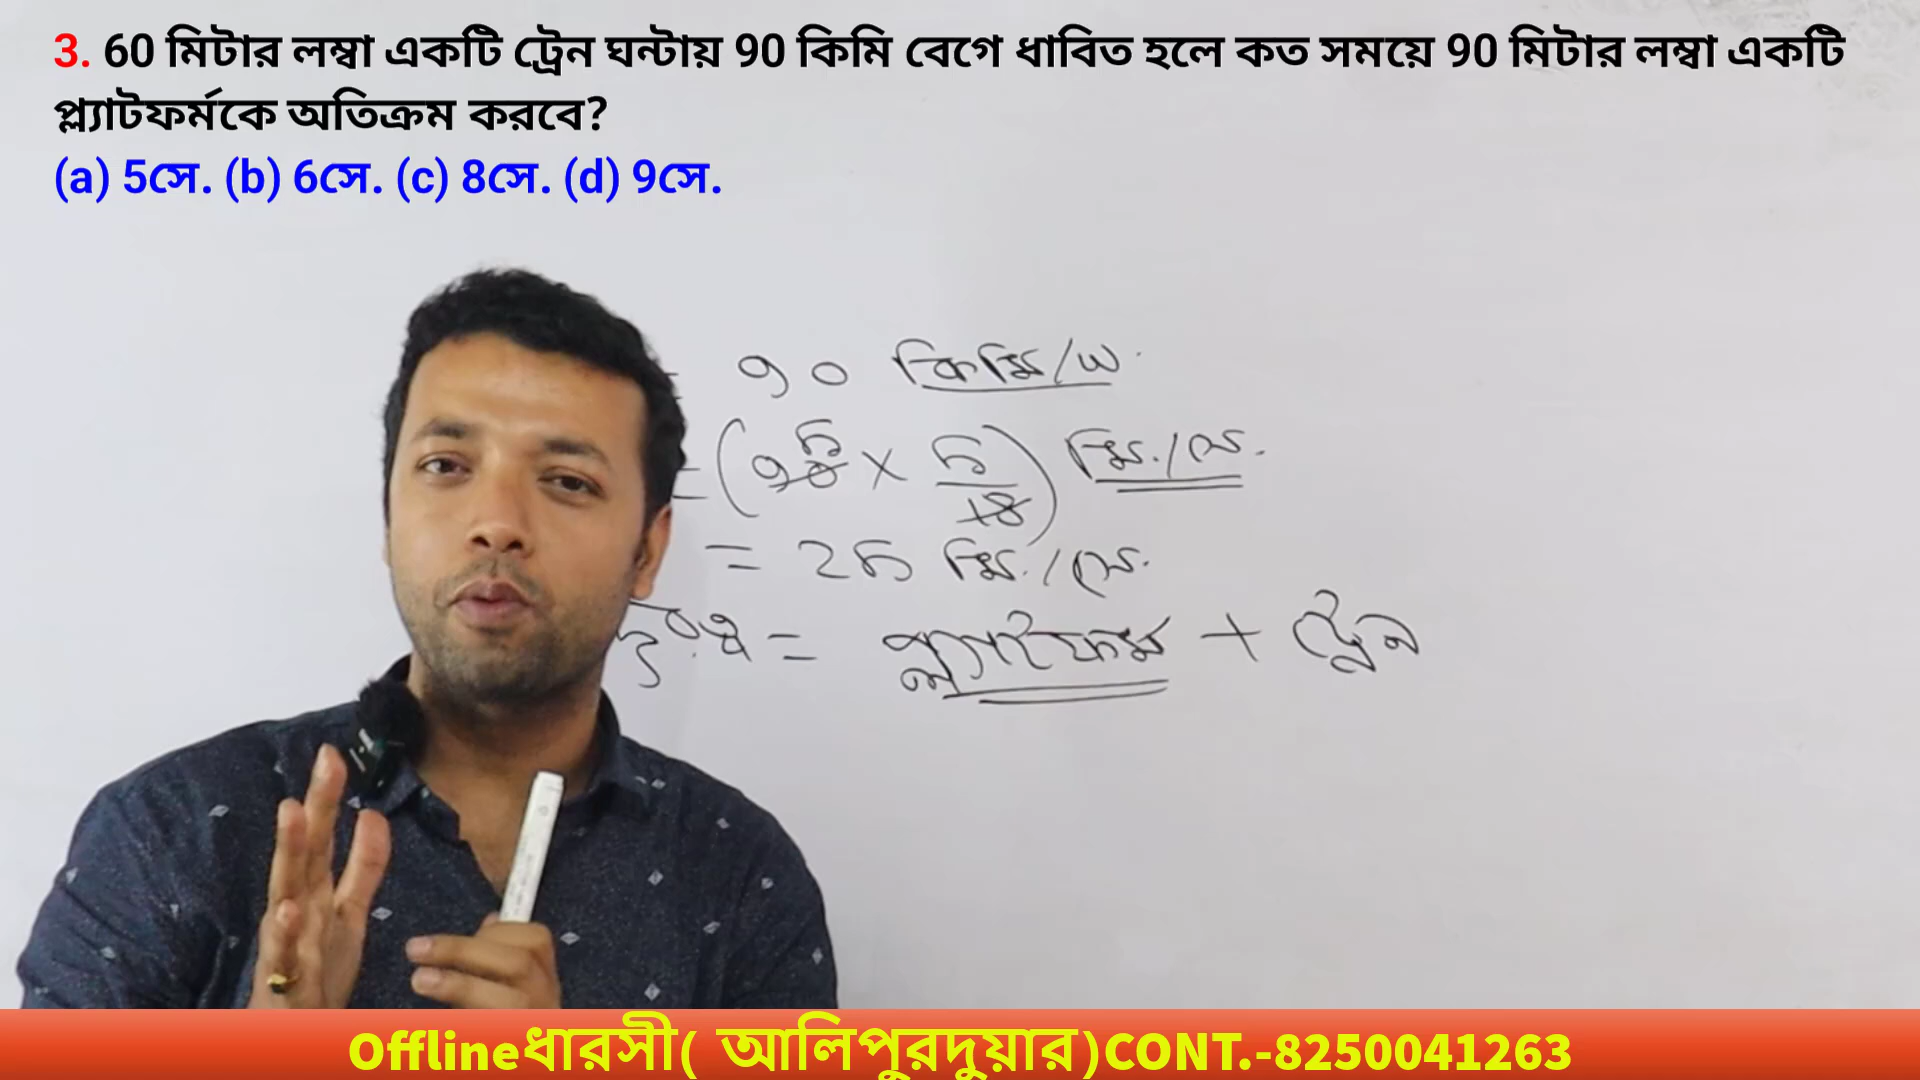 3. 60 মিটার লম্বা একটি ট্রেন ঘন্টায় 90 কিমি বেগে ধাবিত হলে কত সময়ে 90 মিটার লম্বা একটি
প্ল্যাটফর্মকে অতিক্রম করবে?
(a) 5সে. (b) 6সে. (c) 8সে. (d) 9সে.
= 90 কিমি/ঘ.
= (90 5 × 5/18) মি./সে.
= 25 মি./সে.
= প্ল্যাটফর্ম + ট্রেন
Offlineধারসী( আলিপুরদুয়ার)CONT.-8250041263